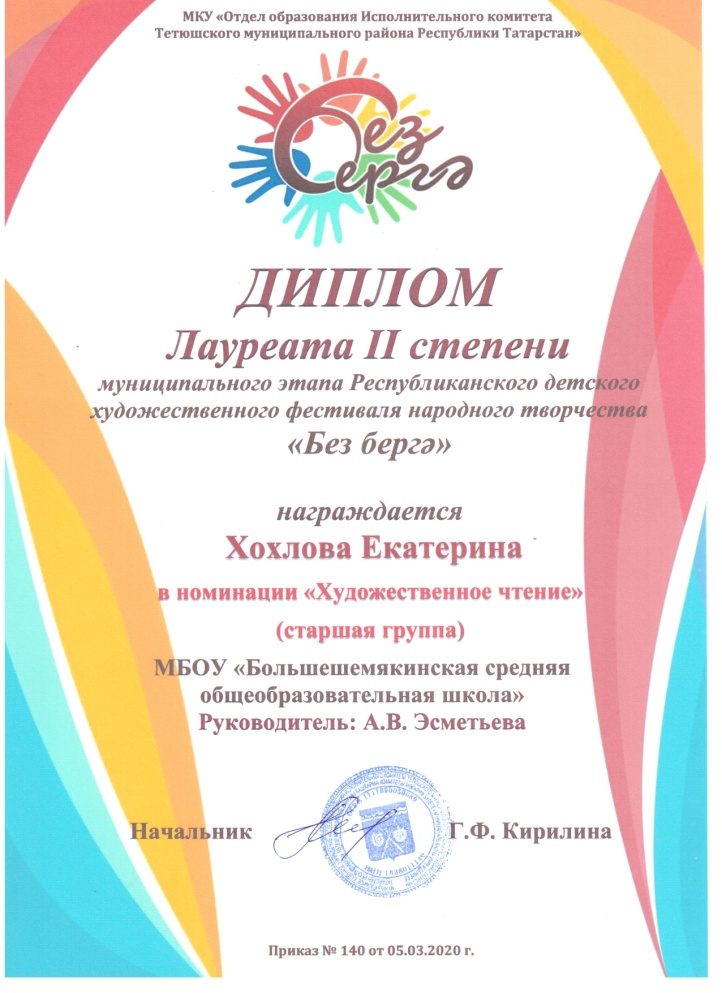 МКУ «Отдел образования Исполнительного комитета
Тетюшского муниципального района Республики Татарстан»
Без
бергә
ДИПЛОМ
Лауреата II степени
муниципального этапа Республиканского детского
художественного фестиваля народного творчества
«Без бергә»
награждается
Хохлова Екатерина
в номинации «Художественное чтение»
(старшая группа)
МБОУ «Большешемякинская средняя
общеобразовательная школа»
Руководитель: А.В. Эсметьева
Начальник Г.Ф. Кирилина
Приказ № 140 от 05.03.2020 г.